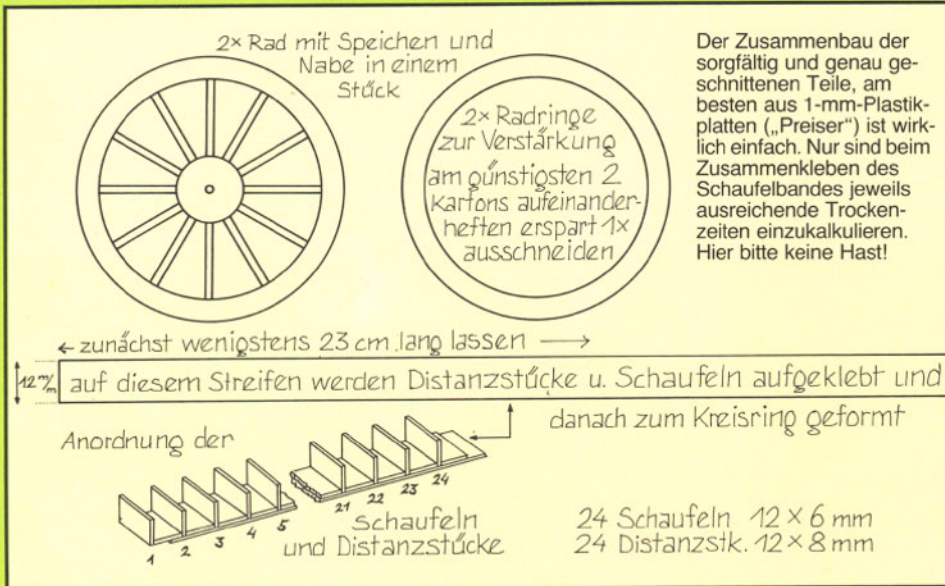 2x Rad mit Speichen und
Nabe in einem
Stück
2x Radringe
zur Verstärkung
am günstigsten 2
Kartons aufeinander-
heften erspart 1x
ausschneiden
Der Zusammenbau der
sorgfältig und genau ge-
schnittenen Teile, am
besten aus 1-mm-Plastik-
platten („Preiser“) ist wirk-
lich einfach. Nur sind beim
Zusammenkleben des
Schaufelbandes jeweils
ausreichende Trocken-
zeiten einzukalkulieren.
Hier bitte keine Hast!
← zunächst wenigstens 23 cm lang lassen →
12 m/m
auf diesem Streifen werden Distanzstücke u. Schaufeln aufgeklebt und
danach zum Kreisring geformt
Anordnung der
1 2 3 4 5 21 22 23 24
Schaufeln
und Distanzstücke
24 Schaufeln 12 x 6 mm
24 Distanzstk. 12 x 8 mm